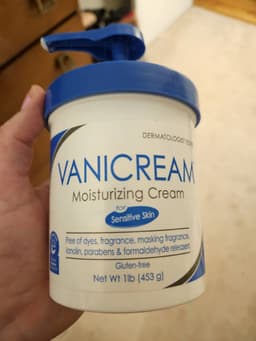 DERMATOLOGIST
VANICREAM
Moisturizing Cream
for
Sensitive Skin
Free of dyes, fragrance, masking fragrance,
lanolin, parabens & formaldehyde releasers
Gluten-free
Net Wt 1lb (453 g)